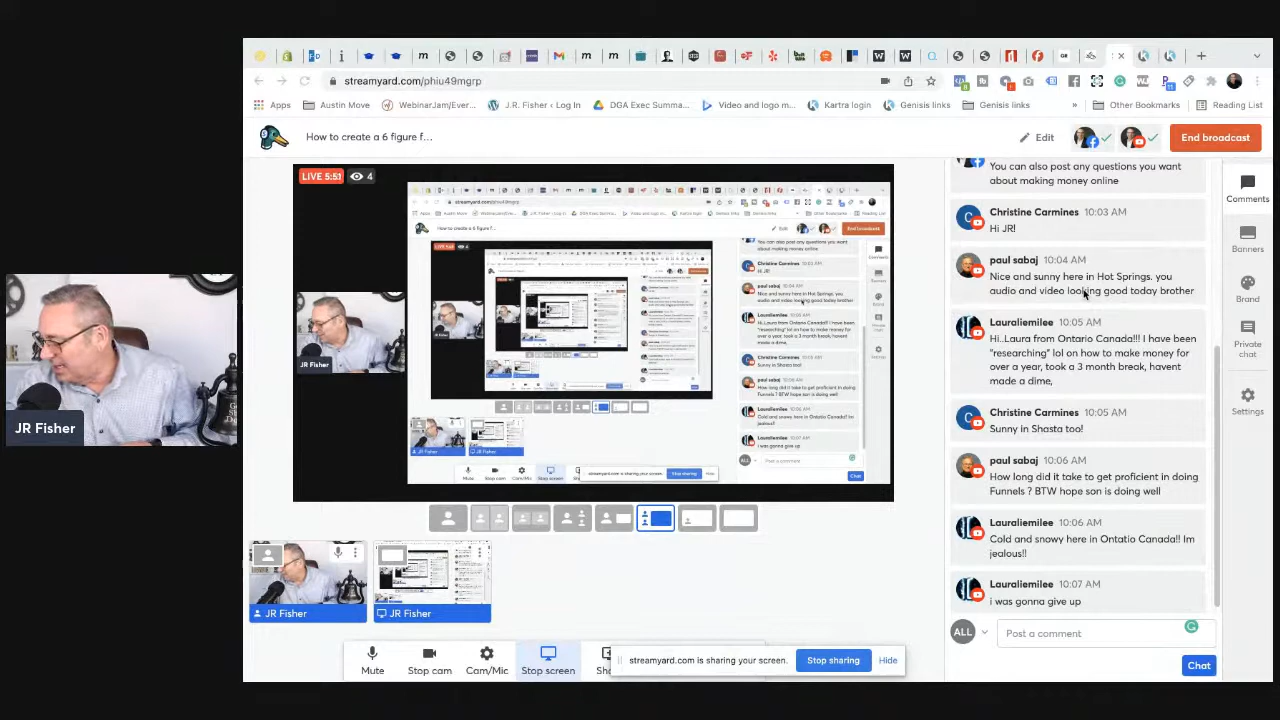 streamyard.com/phiu49mgrp
Apps
Austin Move
WebinarJam/Ever...
J.R. Fisher < Log In
DGA Exec Summa...
Video and logo m...
Kartra login
Genisis links
Genisis links
»
Other Bookmarks
Reading List
How to create a 6 figure f...
Edit
End broadcast
LIVE 5:51
4
You can also post any questions you want
about making money online
Christine Carmines 10:03 AM
Hi JR!
paul sabaj 10:04 AM
Nice and sunny here in Hot Springs, you,
audio and video looking good today brother
Lauraliemilee 10:05 AM
Hi..Laura from Ontario Canada!!! I have been
"researching" lol on how to make money for
over a year, took a 3 month beak, havent
made a dime,
Christine Carmines 10:05 AM
Sunny in Shasta too!
paul sabaj 10:06 AM
How long did it take to get proficient in doing
Funnels ? BTW hope son is doing well
Lauraliemilee 10:06 AM
Cold and snowy here in Ontatio Canada!! Im
jealous!!
Lauraliemilee 10:07 AM
i was gonna give up
ALL
Post a comment
Chat
Comments
Banners
Brand
Private
chat
Settings
JR Fisher
JR Fisher
JR Fisher
JR Fisher
Mute
Stop cam
Cam/Mic
Stop screen
streamyard.com is sharing your screen.
Stop sharing
Hide